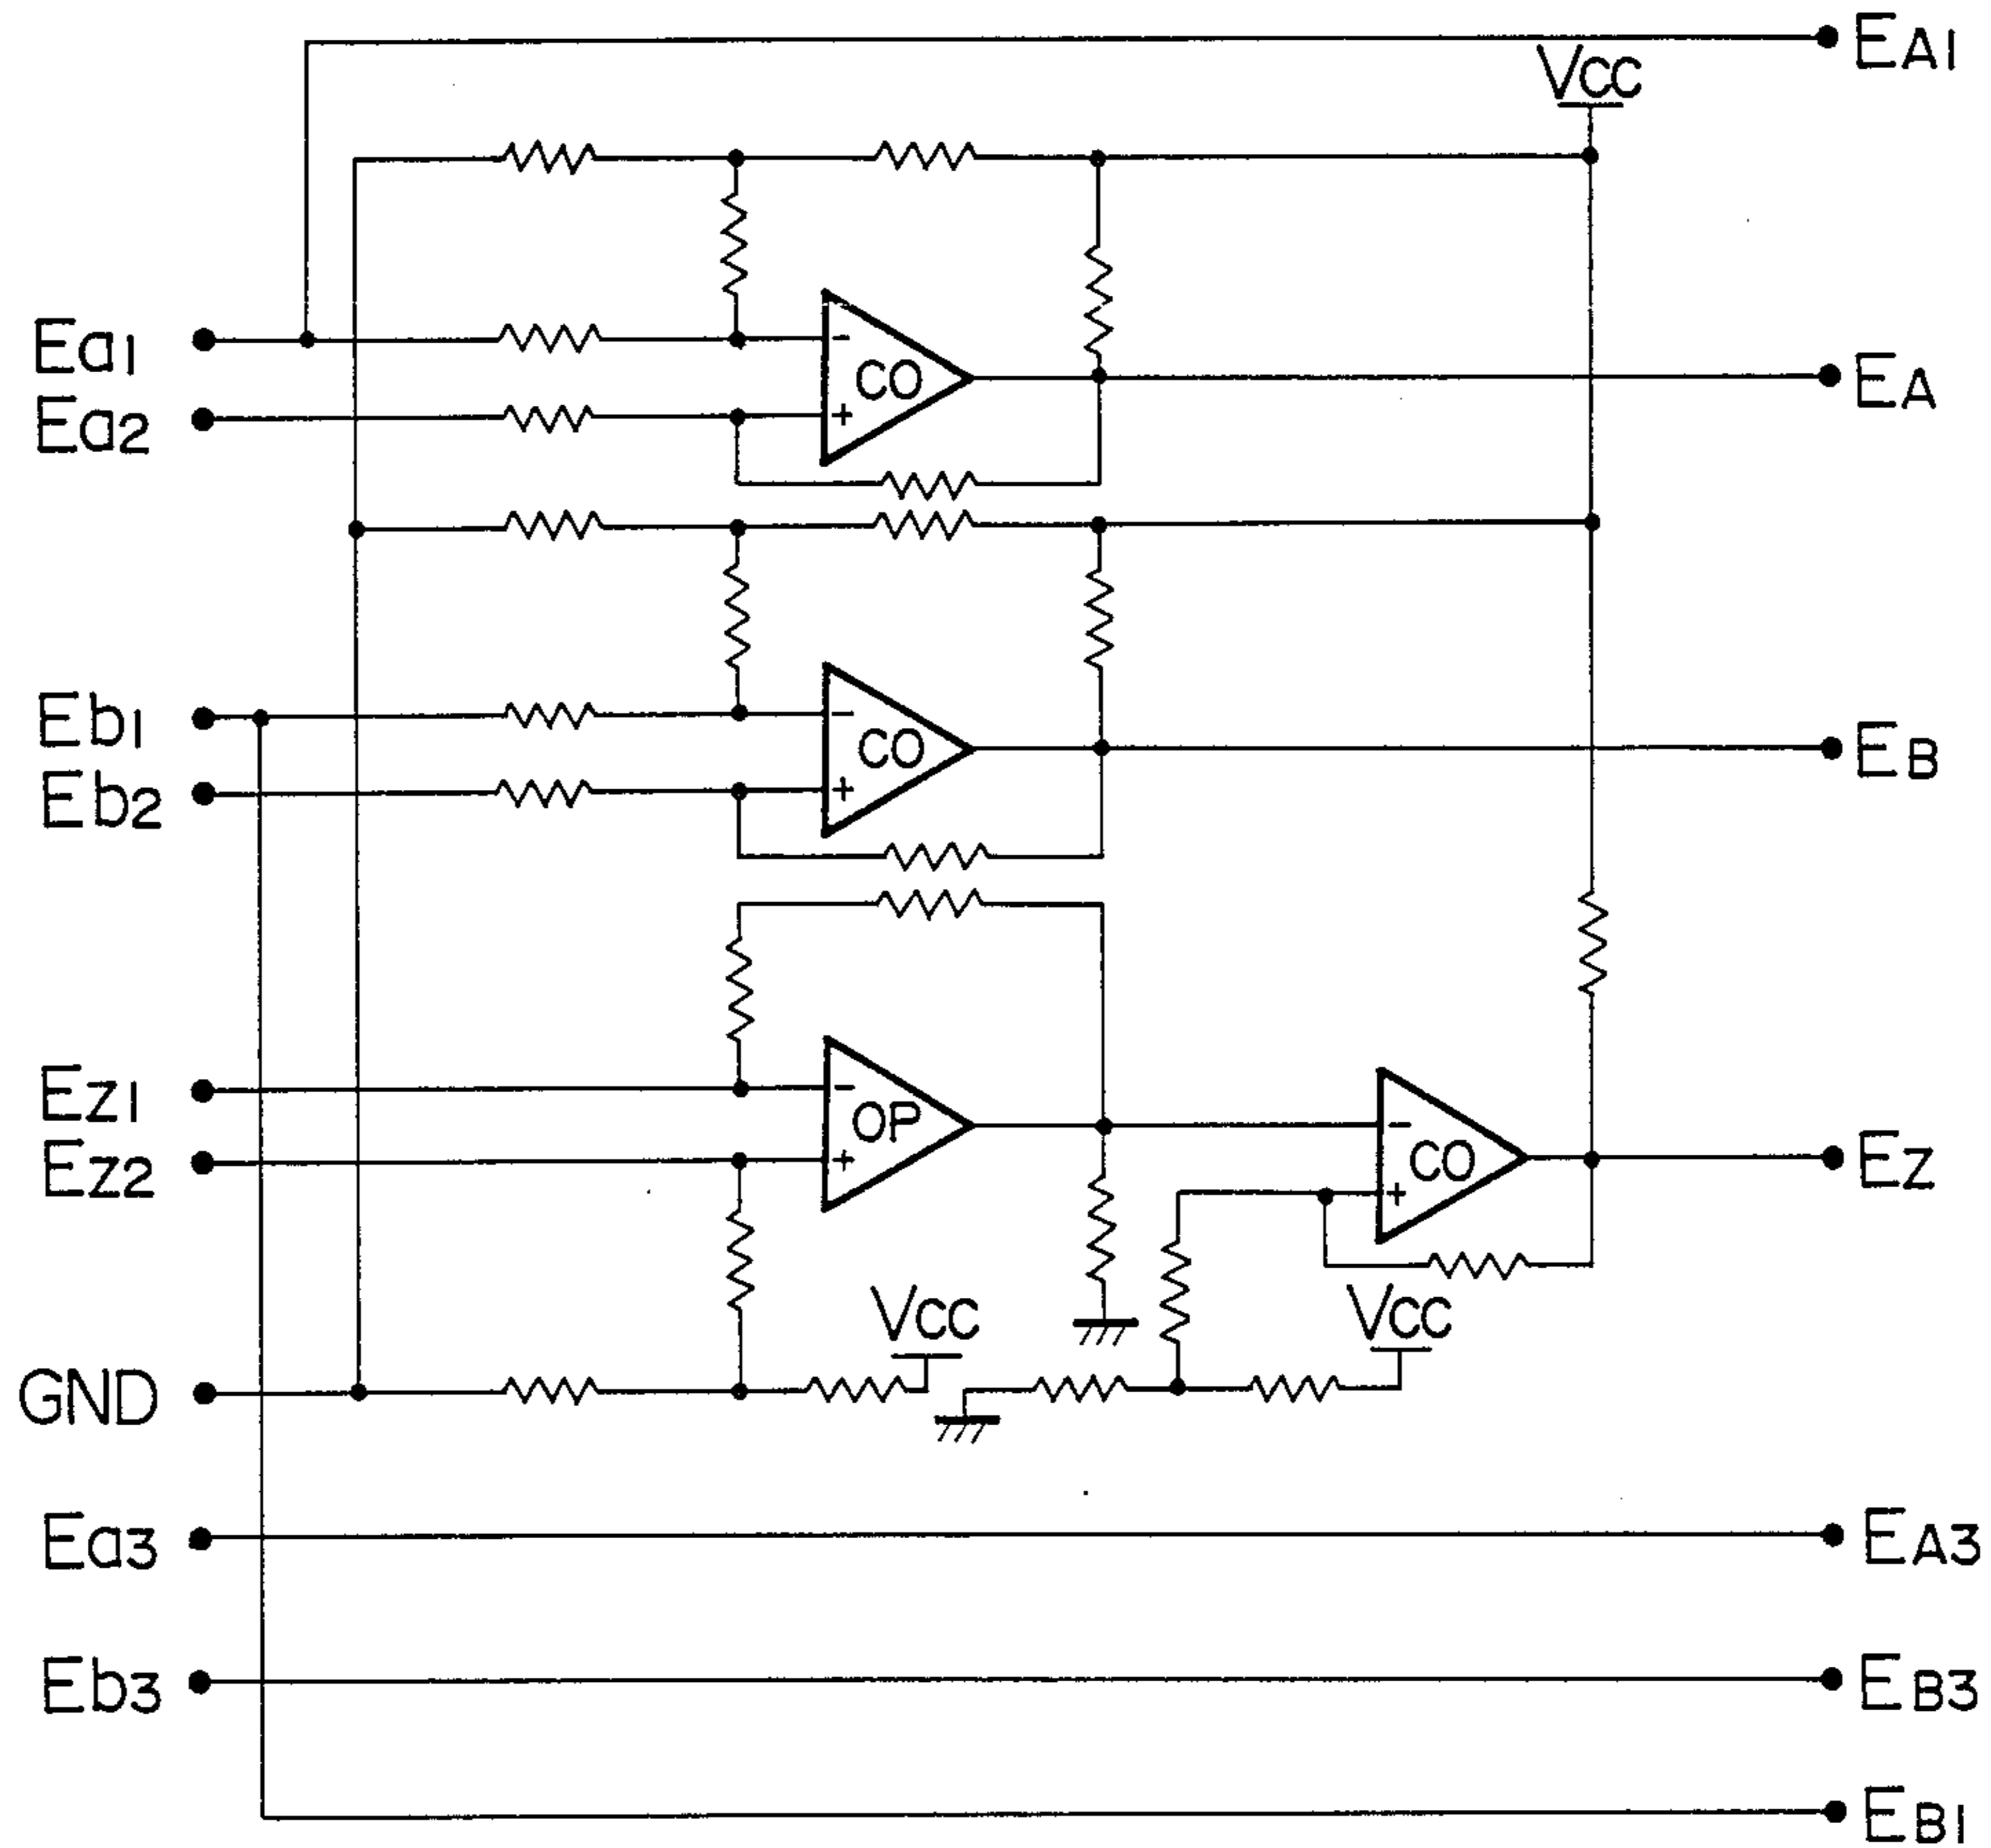 EA1
VCC
Ea1
- CO
EA
Ea2
+
Eb1
- CO
EB
Eb2
+
Ez1
- OP
Ez2
+
- CO
EZ
+
VCC
VCC
GND
Ea3
EA3
Eb3
EB3
EB1